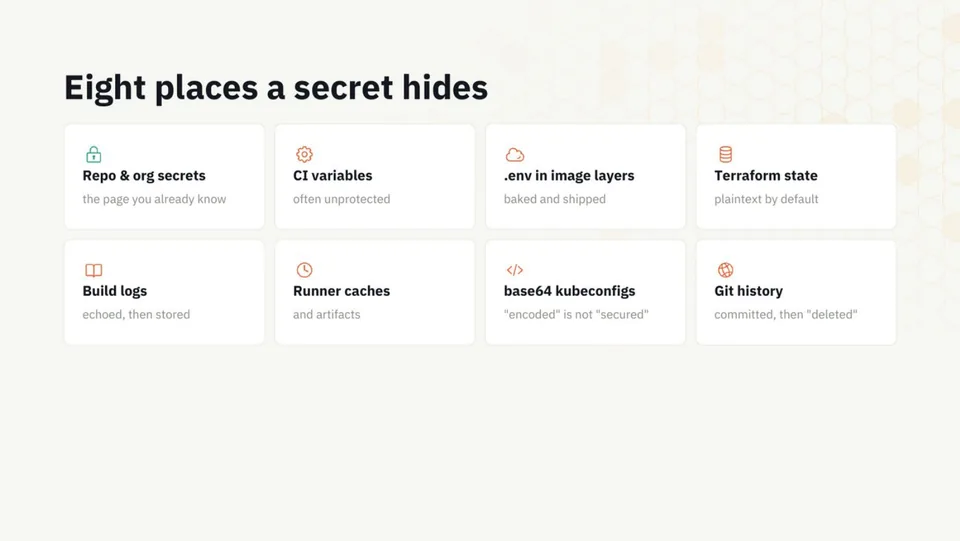 Eight places a secret hides
Repo & org secrets
the page you already know
CI variables
often unprotected
.env in image layers
baked and shipped
Terraform state
plaintext by default
Build logs
echoed, then stored
Runner caches
and artifacts
base64 kubeconfigs
"encoded" is not "secured"
Git history
committed, then "deleted"